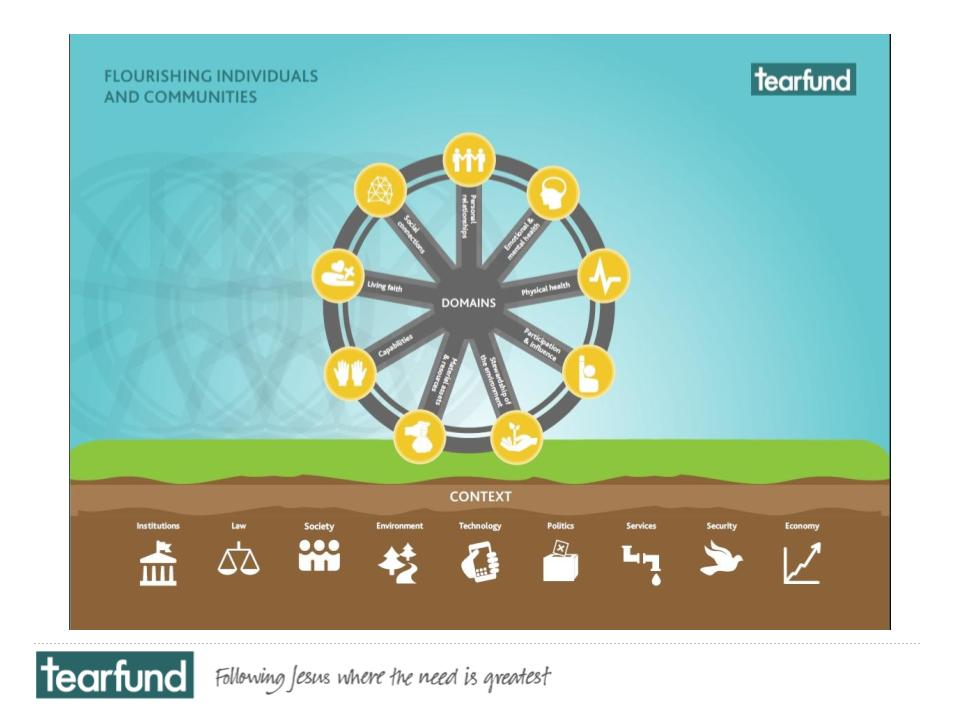 FLOURISHING INDIVIDUALS
AND COMMUNITIES
tearfund
Personal
relationships
Emotional &
mental health
Physical health
Participation
& influence
Stewardship of
the environment
Material assets
& resources
Capabilities
Living faith
Social
connections
DOMAINS
CONTEXT
Institutions
Law
Society
Environment
Technology
Politics
Services
Security
Economy
tearfund
Following Jesus where the need is greatest